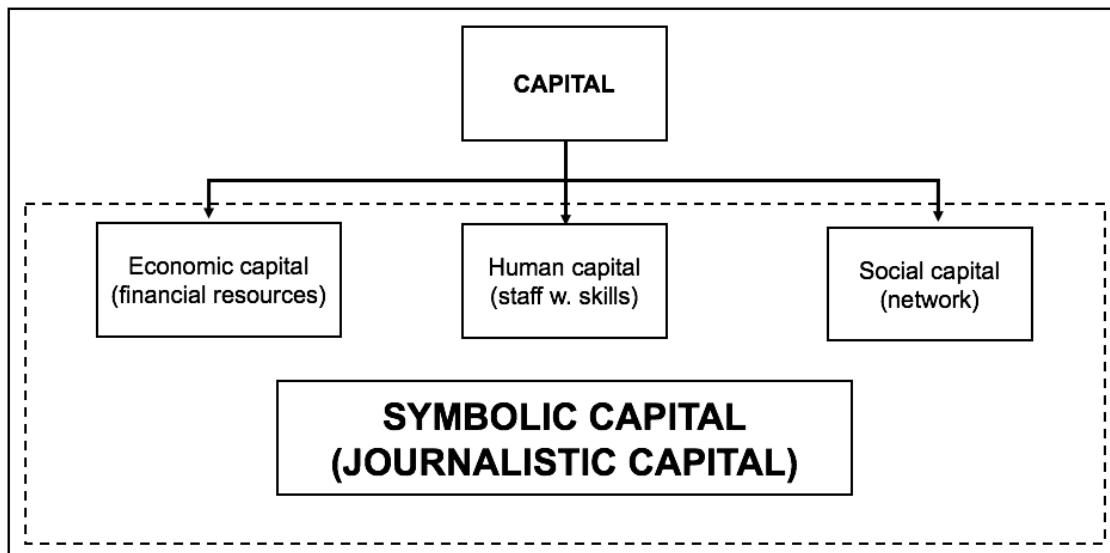 CAPITAL
Economic capital
(financial resources)
Human capital
(staff w. skills)
Social capital
(network)
SYMBOLIC CAPITAL
(JOURNALISTIC CAPITAL)